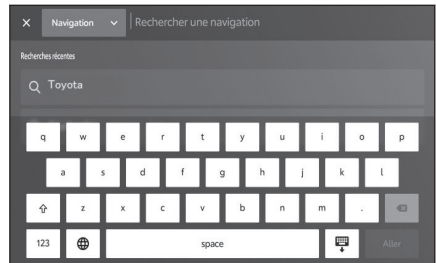 Navigation Rechercher une navigation
Recherches récentes
Toyota
q w e r t y u i o p
a s d f g h j k l
z x c v b n m .
123 space Aller